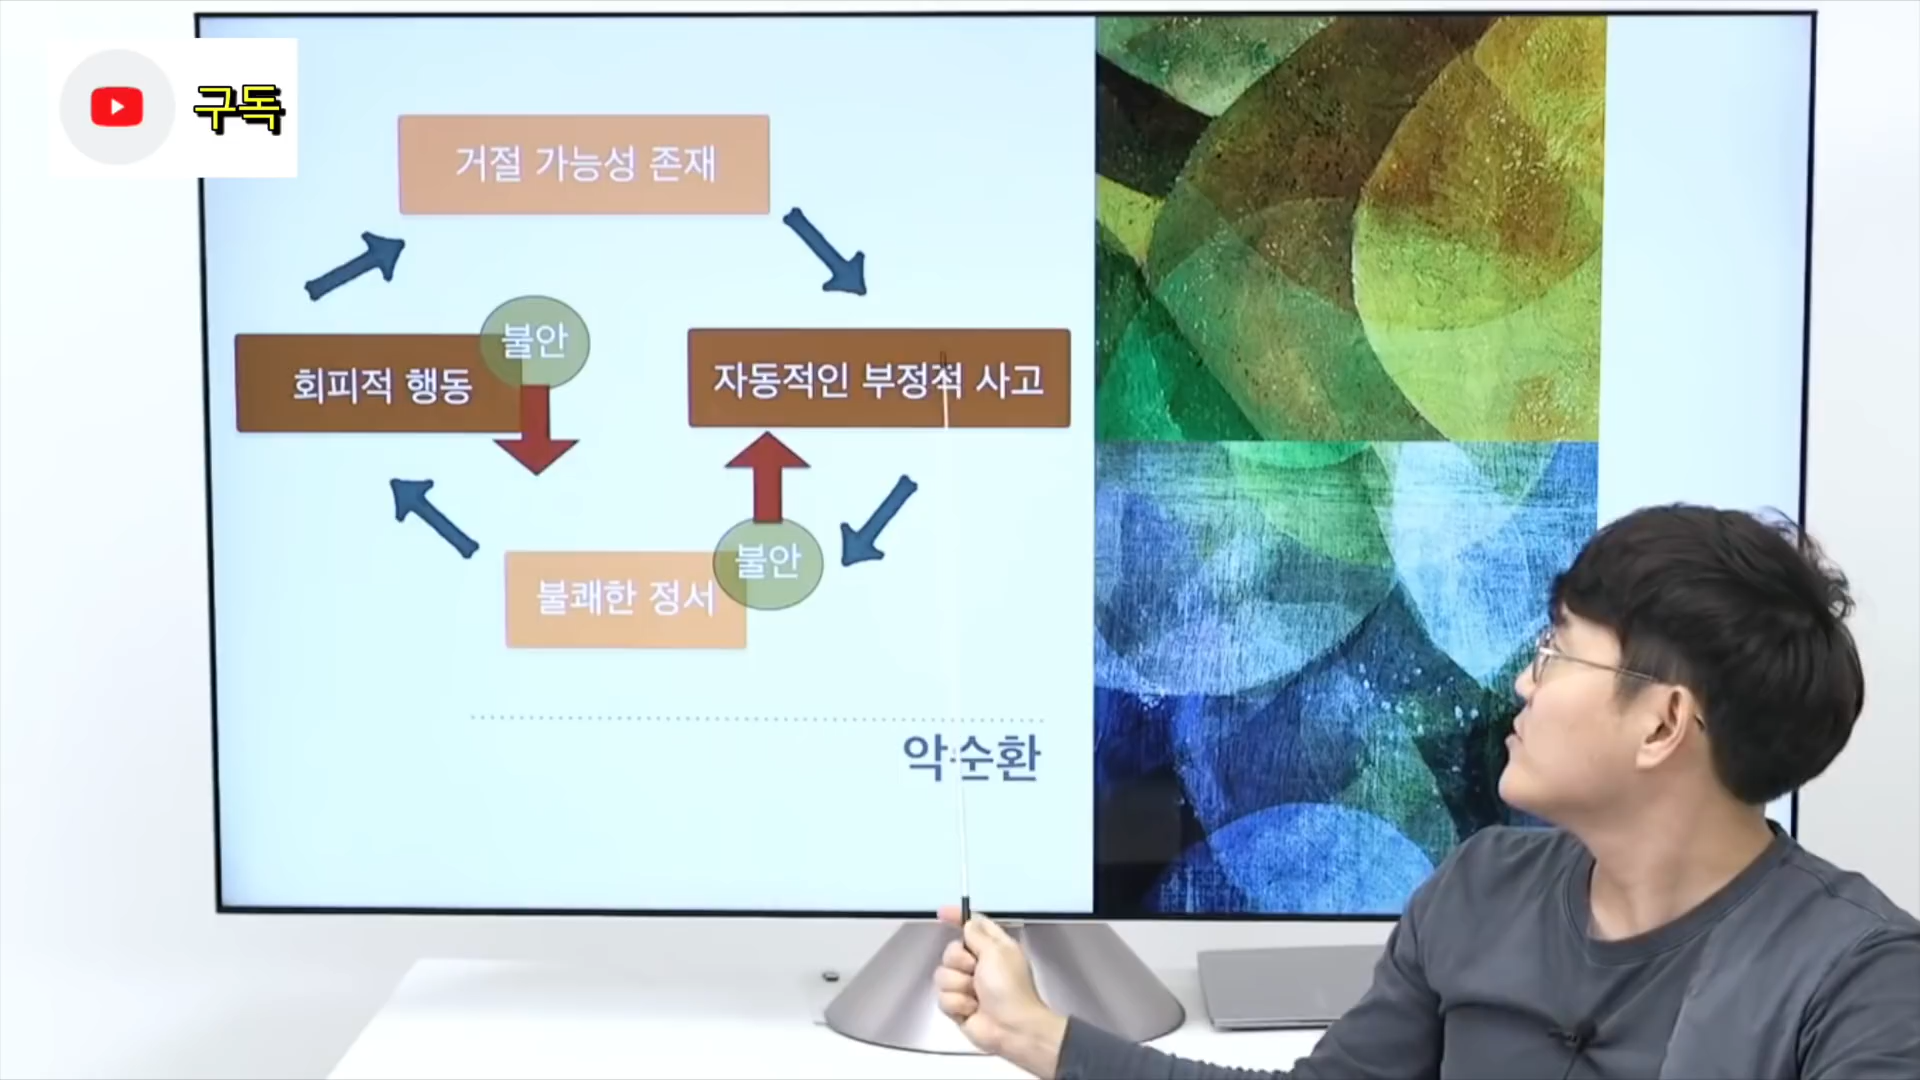 구독
거절 가능성 존재
불안
회피적 행동
자동적인 부정적 사고
불안
불쾌한 정서
악순환